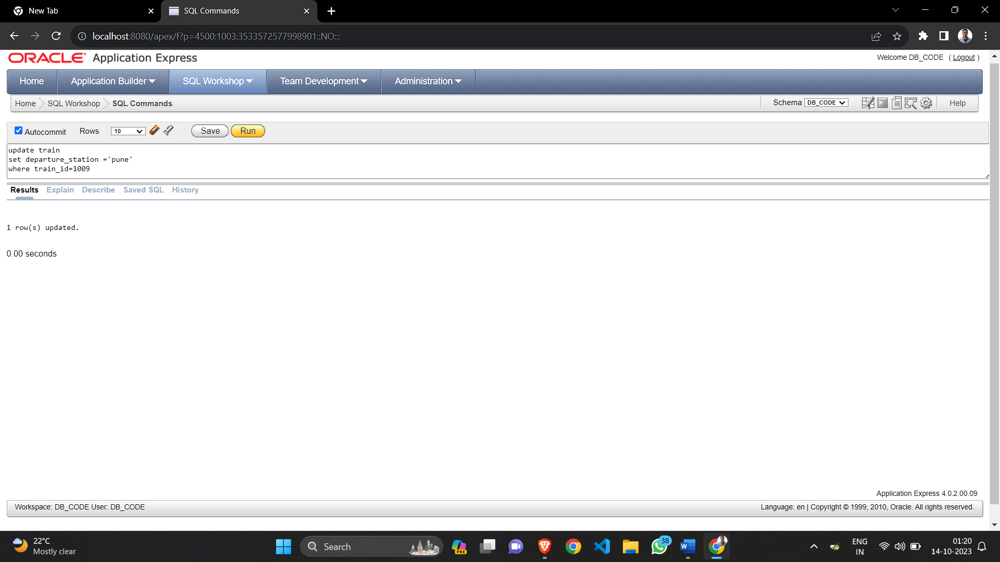 New Tab
SQL Commands
localhost:8080/apex/f?p=4500:1003:3533572577998901::NO:::
ORACLE Application Express
Welcome DB_CODE ( Logout )
Home Application Builder SQL Workshop Team Development Administration
Home SQL Workshop SQL Commands
Schema DB_CODE Help
Autocommit Rows 10 Save Run
update train
set departure_station ='pune'
where train_id=1009
Results Explain Describe Saved SQL History
1 row(s) updated.
0.00 seconds
Application Express 4.0.2.00.09
Workspace: DB_CODE User: DB_CODE
Language: en | Copyright © 1999, 2010, Oracle. All rights reserved.
22°C
Mostly clear
Search
PRE
38
W
ENG
IN
01:20
14-10-2023